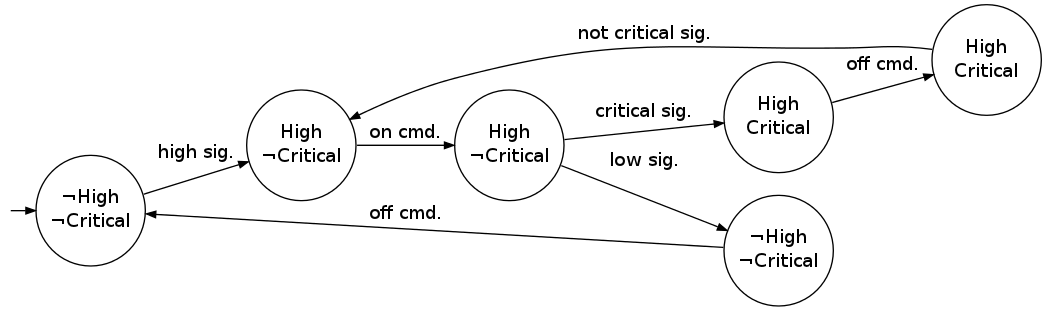 not critical sig.
High
Critical
off cmd.
High
Critical
critical sig.
High
¬Critical
on cmd.
High
¬Critical
low sig.
high sig.
¬High
¬Critical
off cmd.
¬High
¬Critical